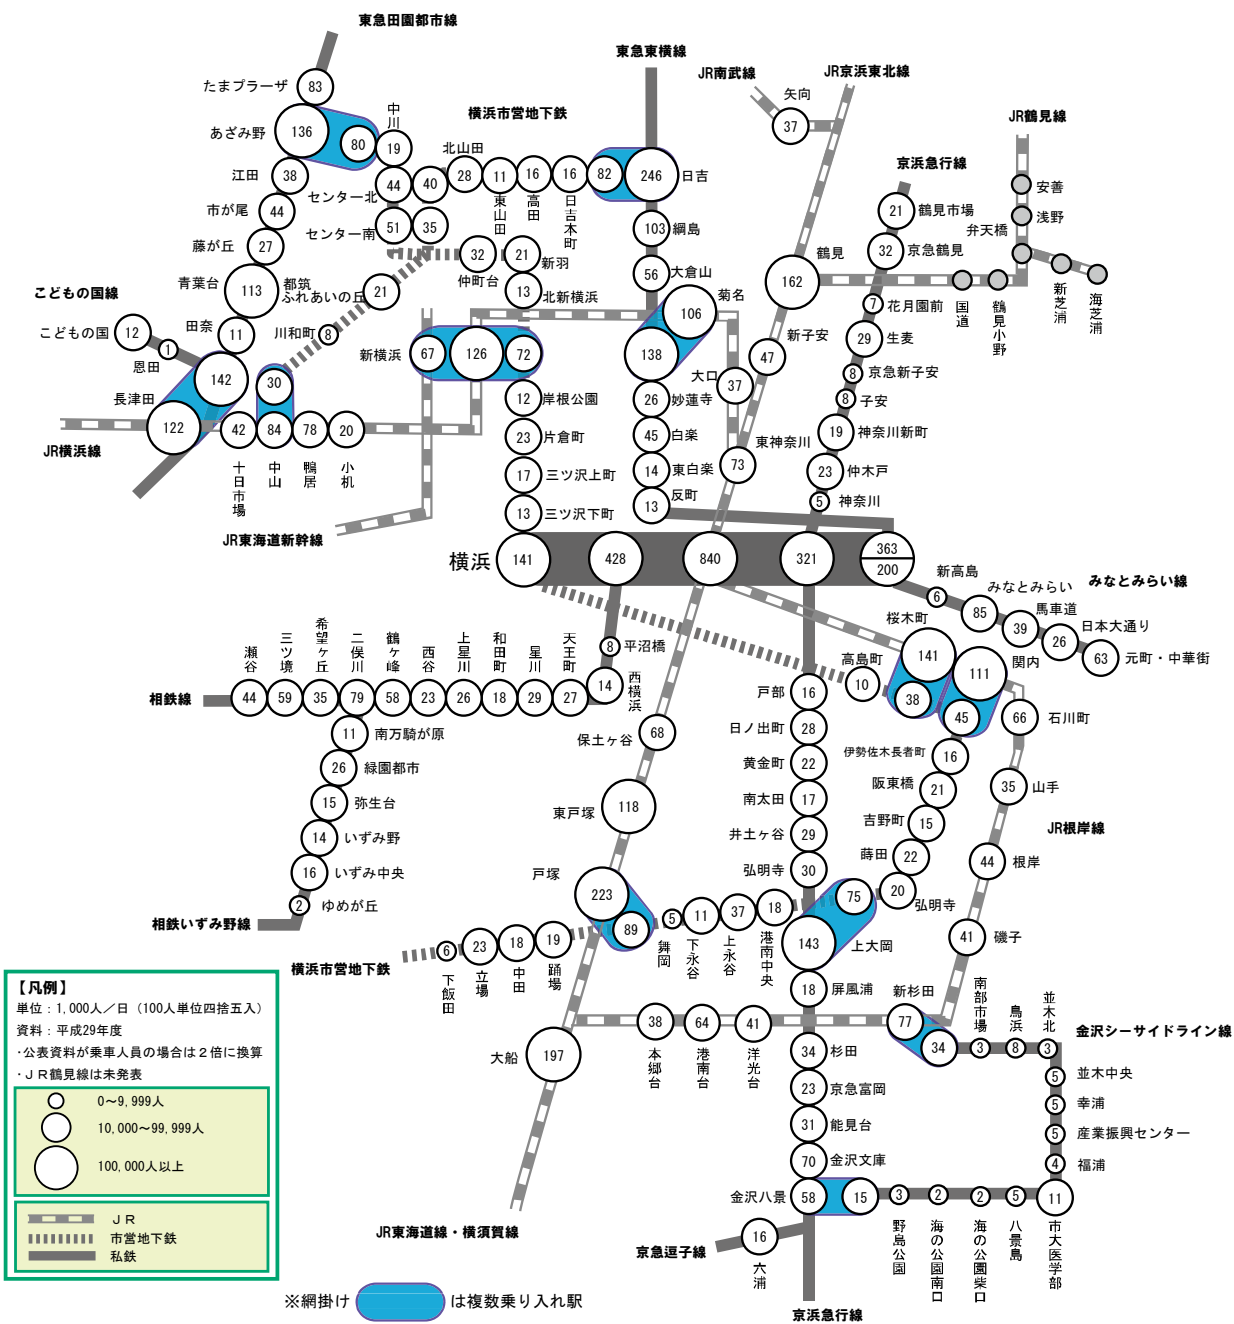 東急田園都市線
たまプラーザ
83
あざみ野
136
80
中川
19
江田
38
市が尾
44
藤が丘
27
青葉台
113
田奈
11
こどもの国線
こどもの国
12
恩田
1
長津田
142
122
JR横浜線
十日市場
42
中山
30
84
鴨居
78
小机
20
川和町
8
都筑
ふれあいの丘
21
横浜市営地下鉄
センター北
44
40
センター南
51
35
北山田
28
東山田
11
高田
16
日吉本町
16
82
仲町台
32
新羽
21
北新横浜
13
新横浜
67
126
72
JR東海道新幹線
岸根公園
12
片倉町
23
三ツ沢上町
17
三ツ沢下町
13
東急東横線
日吉
246
綱島
103
大倉山
56
菊名
106
138
妙蓮寺
26
白楽
45
東白楽
14
反町
13
大口
37
JR南武線
矢向
37
JR京浜東北線
鶴見
162
新子安
47
東神奈川
73
京浜急行線
鶴見市場
21
京急鶴見
32
花月園前
7
生麦
29
京急新子安
8
子安
8
神奈川新町
19
仲木戸
23
神奈川
5
JR鶴見線
安善
浅野
弁天橋
国道
鶴見小野
新芝浦
海芝浦
横浜
141
428
840
321
363
200
みなとみらい線
新高島
6
みなとみらい
85
馬車道
39
日本大通り
26
元町・中華街
63
桜木町
141
38
関内
111
45
高島町
10
石川町
66
山手
35
JR根岸線
根岸
44
磯子
41
伊勢佐木長者町
16
阪東橋
21
吉野町
15
蒔田
22
弘明寺
20
相鉄線
瀬谷
44
三ツ境
59
希望ヶ丘
35
二俣川
79
鶴ヶ峰
58
西谷
23
上星川
26
和田町
18
星川
29
天王町
27
西横浜
14
平沼橋
8
南万騎が原
11
緑園都市
26
弥生台
15
いずみ野
14
いずみ中央
16
ゆめが丘
2
相鉄いずみ野線
保土ヶ谷
68
東戸塚
118
戸塚
223
89
大船
197
JR東海道線・横須賀線
戸部
16
日ノ出町
28
黄金町
22
南太田
17
井土ヶ谷
29
弘明寺
30
上大岡
75
143
屏風浦
18
杉田
34
京急富岡
23
能見台
31
金沢文庫
70
金沢八景
58
15
六浦
16
京急逗子線
京浜急行線
横浜市営地下鉄
下飯田
6
立場
23
中田
18
踊場
19
舞岡
5
下永谷
11
上永谷
37
港南中央
18
本郷台
38
港南台
64
洋光台
41
新杉田
77
34
金沢シーサイドライン線
南部市場
3
鳥浜
8
並木北
3
並木中央
5
幸浦
5
産業振興センター
5
福浦
4
市大医学部
11
八景島
5
海の公園柴口
2
海の公園南口
2
野島公園
3
【凡例】
単位：1,000人／日（100人単位四捨五入）
資料：平成29年度
・公表資料が乗車人員の場合は２倍に換算
・ＪＲ鶴見線は未発表
0～9,999人
10,000～99,999人
100,000人以上
ＪＲ
市営地下鉄
私鉄
※網掛け は複数乗り入れ駅